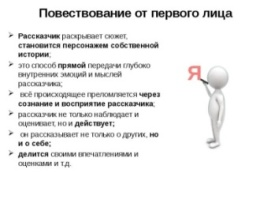 Повествование от первого лица
Рассказчик раскрывает сюжет,
становится персонажем собственной
истории;
это способ прямой передачи глубоко
внутренних эмоций и мыслей
рассказчика;
всё происходящее преломляется через
сознание и восприятие рассказчика;
рассказчик не только наблюдает и
оценивает, но и действует;
он рассказывает не только о других, но
и о себе;
делится своими впечатлениями и
оценками и т.д.
Я